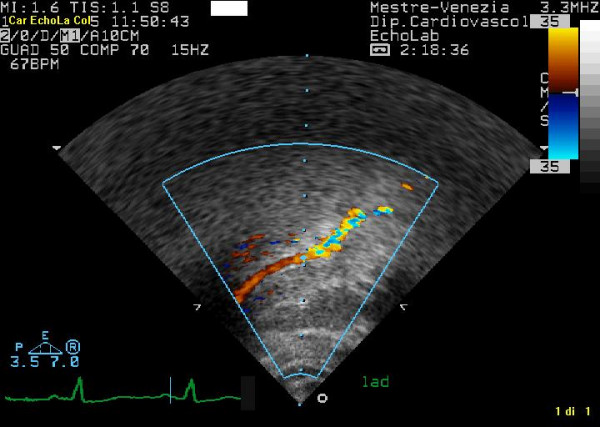 MI:1.6 TIS:1.1 S8
Mestre-Venezia 3.3MHz
Car EchoLa Col 5 11:50:43
Dip.Cardiovascol 35
2/0/D/M1/A10CM
EchoLab
GUAD 50 COMP 70 15HZ
2:18:36
67BPM
C
M
/
S
35
P E R
3.5 7.0
lad
1 di 1